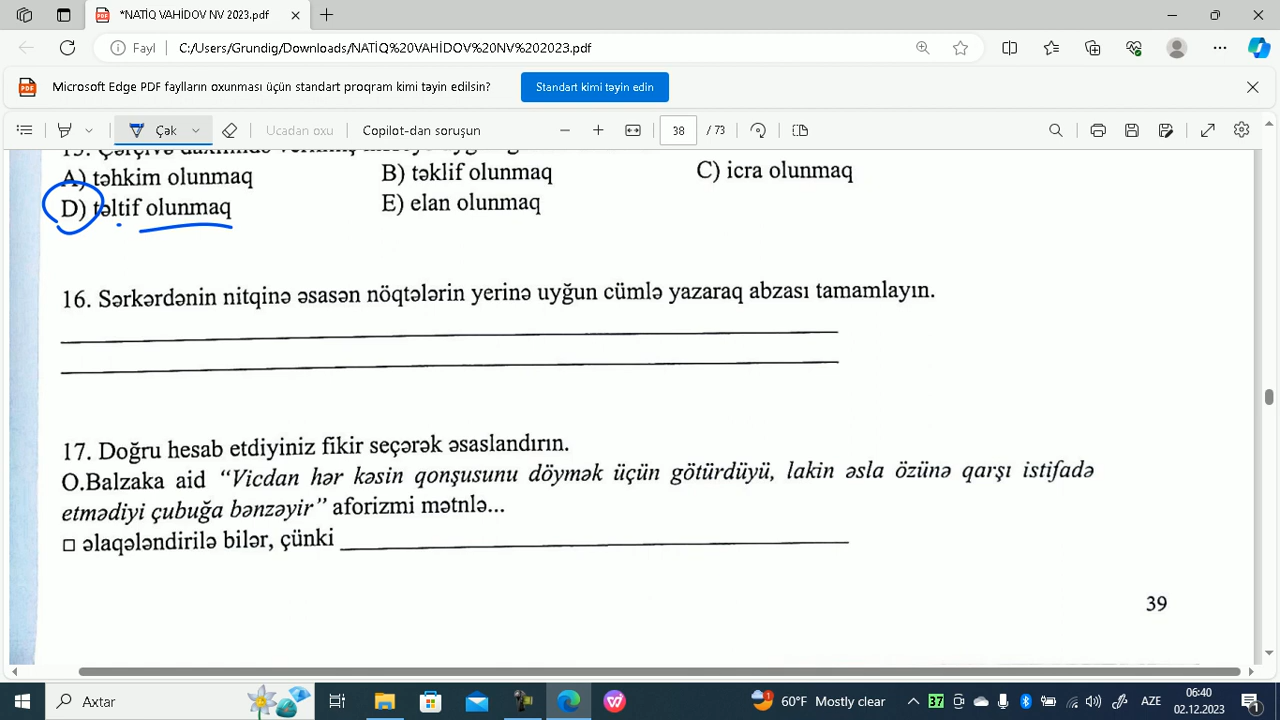 *NATİQ VAHİDOV NV 2023.pdf
Fayl C:/Users/Grundig/Downloads/NATİQ%20VAHİDOV%20NV%202023.pdf
Microsoft Edge PDF faylların oxunması üçün standart proqram kimi təyin edilsin? Standart kimi təyin edin
Çək Ucadan oxu Copilot-dan soruşun 38 / 73
A) təhkim olunmaq B) təklif olunmaq C) icra olunmaq
D) təltif olunmaq E) elan olunmaq
16. Sərkərdənin nitqinə əsasən nöqtələrin yerinə uyğun cümlə yazaraq abzası tamamlayın.
17. Doğru hesab etdiyiniz fikir seçərək əsaslandırın.
O.Balzaka aid “Vicdan hər kəsin qonşusunu döymək üçün götürdüyü, lakin əsla özünə qarşı istifadə
etmədiyi çubuğa bənzəyir” aforizmi mətnlə...
□ əlaqələndirilə bilər, çünki
39
Axtar 60°F Mostly clear 37 AZE 06:40
02.12.2023